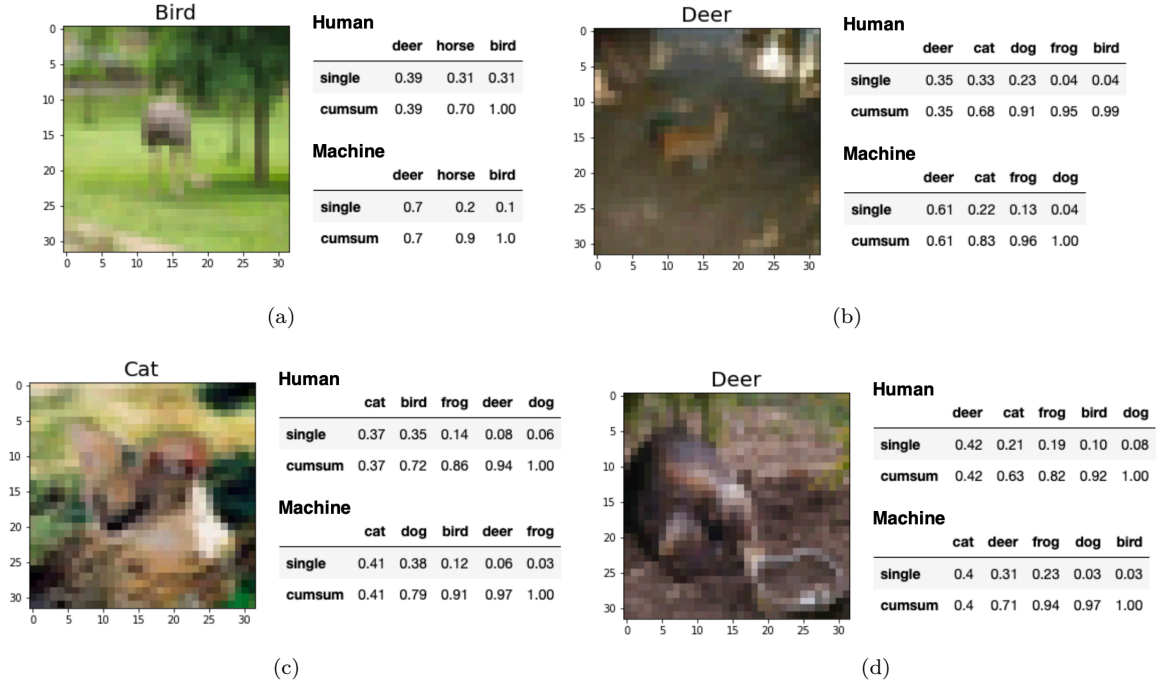 Bird
0
5
10
15
20
25
30
0 5 10 15 20 25 30
Human
deer horse bird
single 0.39 0.31 0.31
cumsum 0.39 0.70 1.00
Machine
deer horse bird
single 0.7 0.2 0.1
cumsum 0.7 0.9 1.0
(a)
Deer
0
5
10
15
20
25
30
0 5 10 15 20 25 30
Human
deer cat dog frog bird
single 0.35 0.33 0.23 0.04 0.04
cumsum 0.35 0.68 0.91 0.95 0.99
Machine
deer cat frog dog
single 0.61 0.22 0.13 0.04
cumsum 0.61 0.83 0.96 1.00
(b)
Cat
0
5
10
15
20
25
30
0 5 10 15 20 25 30
Human
cat bird frog deer dog
single 0.37 0.35 0.14 0.08 0.06
cumsum 0.37 0.72 0.86 0.94 1.00
Machine
cat dog bird deer frog
single 0.41 0.38 0.12 0.06 0.03
cumsum 0.41 0.79 0.91 0.97 1.00
(c)
Deer
0
5
10
15
20
25
30
0 5 10 15 20 25 30
Human
deer cat frog bird dog
single 0.42 0.21 0.19 0.10 0.08
cumsum 0.42 0.63 0.82 0.92 1.00
Machine
cat deer frog dog bird
single 0.4 0.31 0.23 0.03 0.03
cumsum 0.4 0.71 0.94 0.97 1.00
(d)